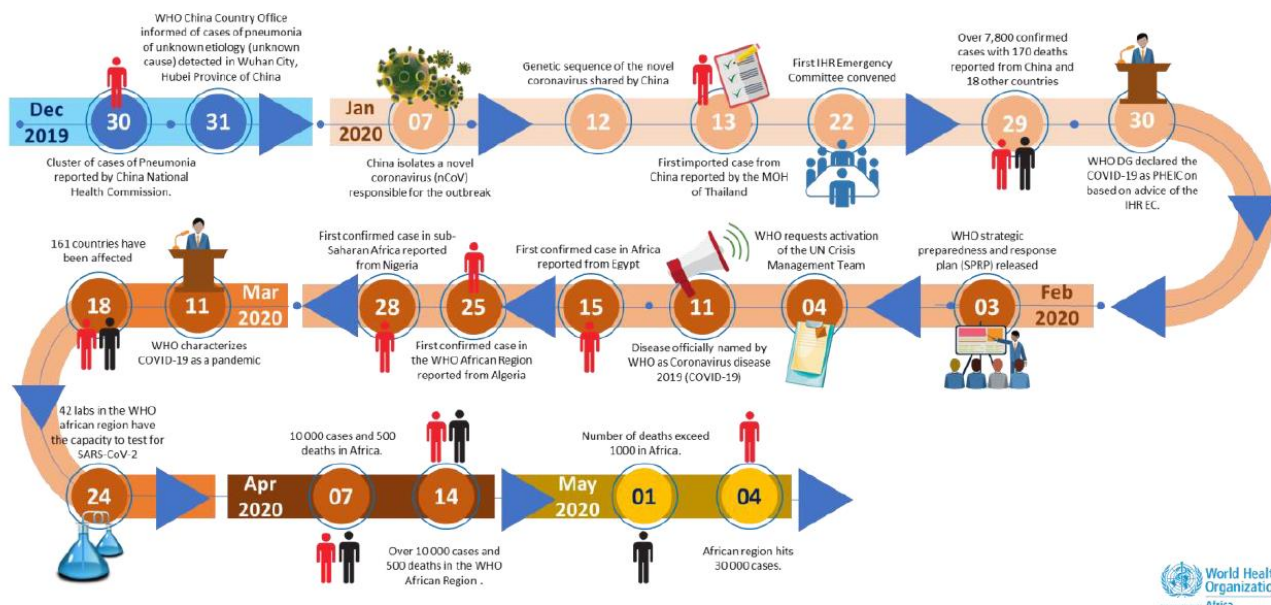 WHO China Country Office
informed of cases of pneumonia
of unknown etiology (unknown
cause) detected in Wuhan City,
Hubei Province of China
Dec
2019
30
31
Cluster of cases of Pneumonia
reported by China National
Health Commission.
Jan
2020
07
China isolates a novel
coronavirus (nCoV)
responsible for the outbreak
Genetic sequence of the novel
coronavirus shared by China
12
13
First imported case from
China reported by the MOH
of Thailand
First IHR Emergency
Committee convened
22
Over 7,800 confirmed
cases with 170 deaths
reported from China and
18 other countries
29
30
WHO DG declared the
COVID-19 as PHEIC on
based on advice of the
IHR EC.
Feb
2020
WHO strategic
preparedness and response
plan (SPRP) released
03
WHO requests activation
of the UN Crisis
Management Team
04
11
Disease officially named by
WHO as Coronavirus disease
2019 (COVID-19)
First confirmed case in Africa
reported from Egypt
15
25
First confirmed case in
the WHO African Region
reported from Algeria
First confirmed case in sub-
Saharan Africa reported
from Nigeria
28
Mar
2020
11
WHO characterizes
COVID-19 as a pandemic
161 countries have
been affected
18
42 labs in the WHO
african region have
the capacity to test for
SARS-CoV-2
24
Apr
2020
10 000 cases and 500
deaths in Africa.
07
14
Over 10 000 cases and
500 deaths in the WHO
African Region .
May
2020
Number of deaths exceed
1000 in Africa.
01
04
African region hits
30 000 cases.
World Healt
Organizatio
Africa